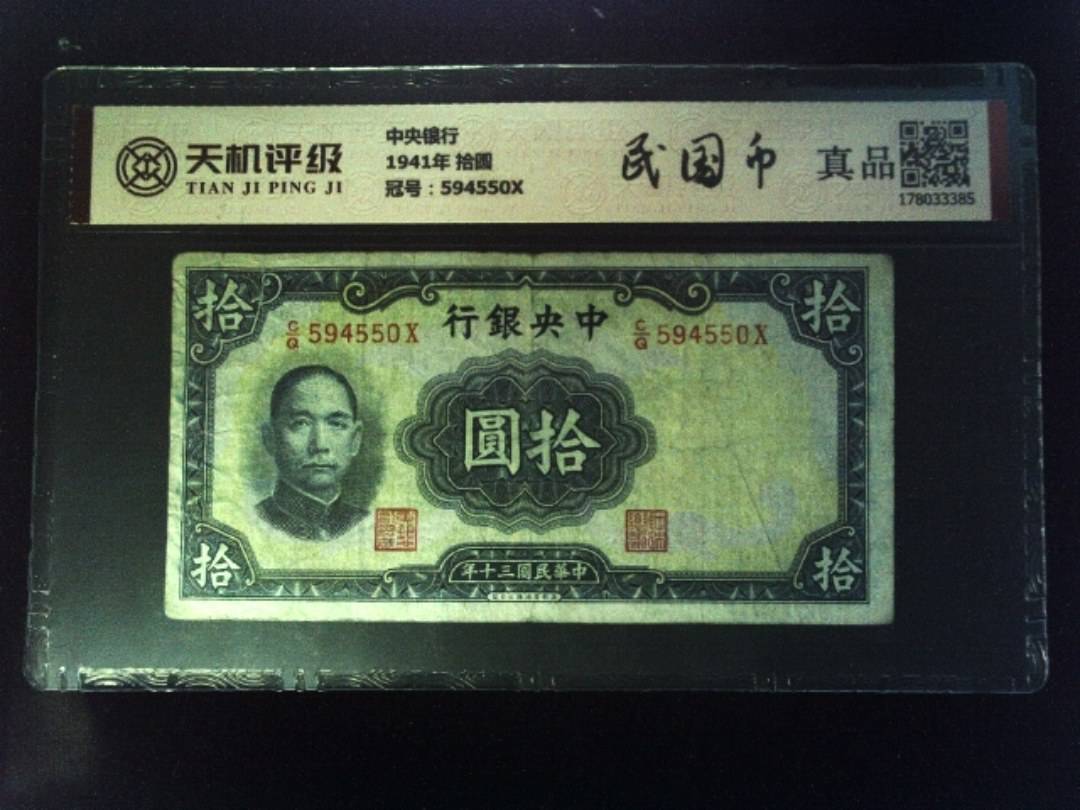 天机评级
TIAN JI PING JI
中央银行
1941年 拾圆
冠号：594550X
民国币
真品
178033385
拾
拾
C/G 594550X
行銀央中
C/G 594550X
圓拾
拾
年十三國民華中
拾